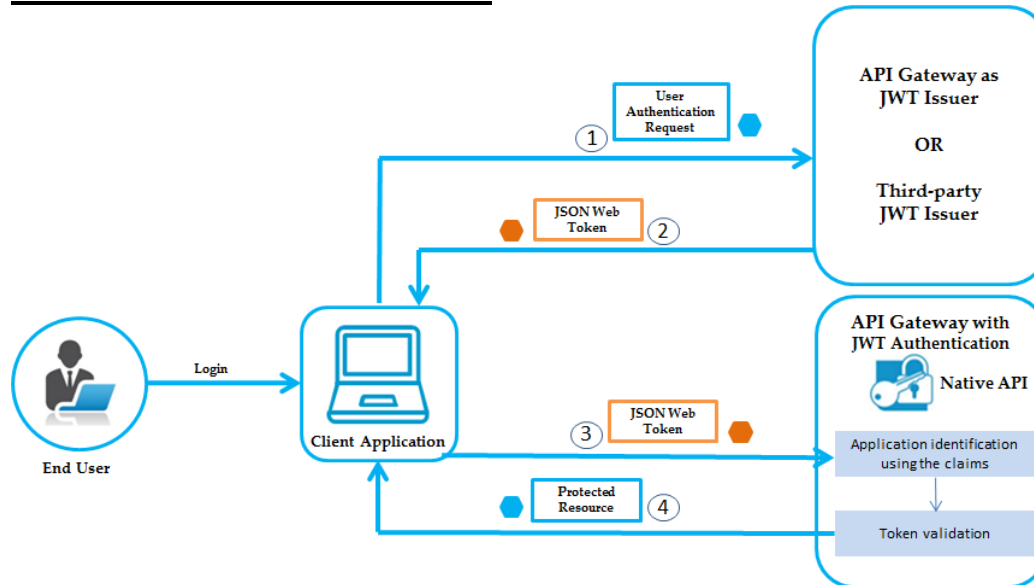 API Gateway as
JWT Issuer
OR
Third-party
JWT Issuer
User
Authentication
Request
1
JSON Web
Token
2
API Gateway with
JWT Authentication
Native API
Login
Client Application
End User
3
JSON Web
Token
Application identification
using the claims
Protected
Resource
4
Token validation